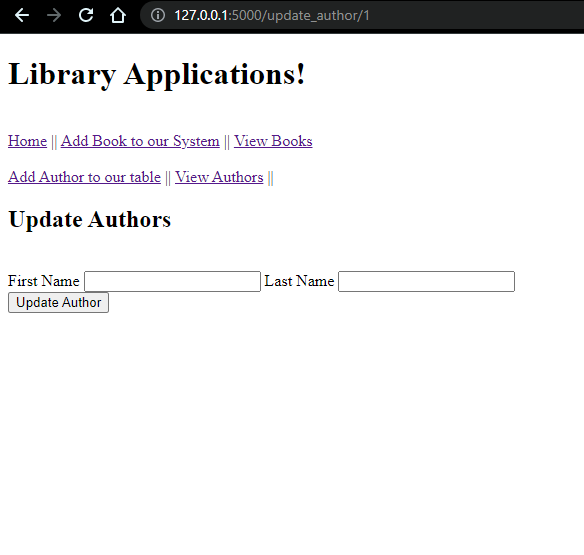 127.0.0.1:5000/update_author/1
Library Applications!
Home || Add Book to our System || View Books
Add Author to our table || View Authors ||
Update Authors
First Name Last Name
Update Author